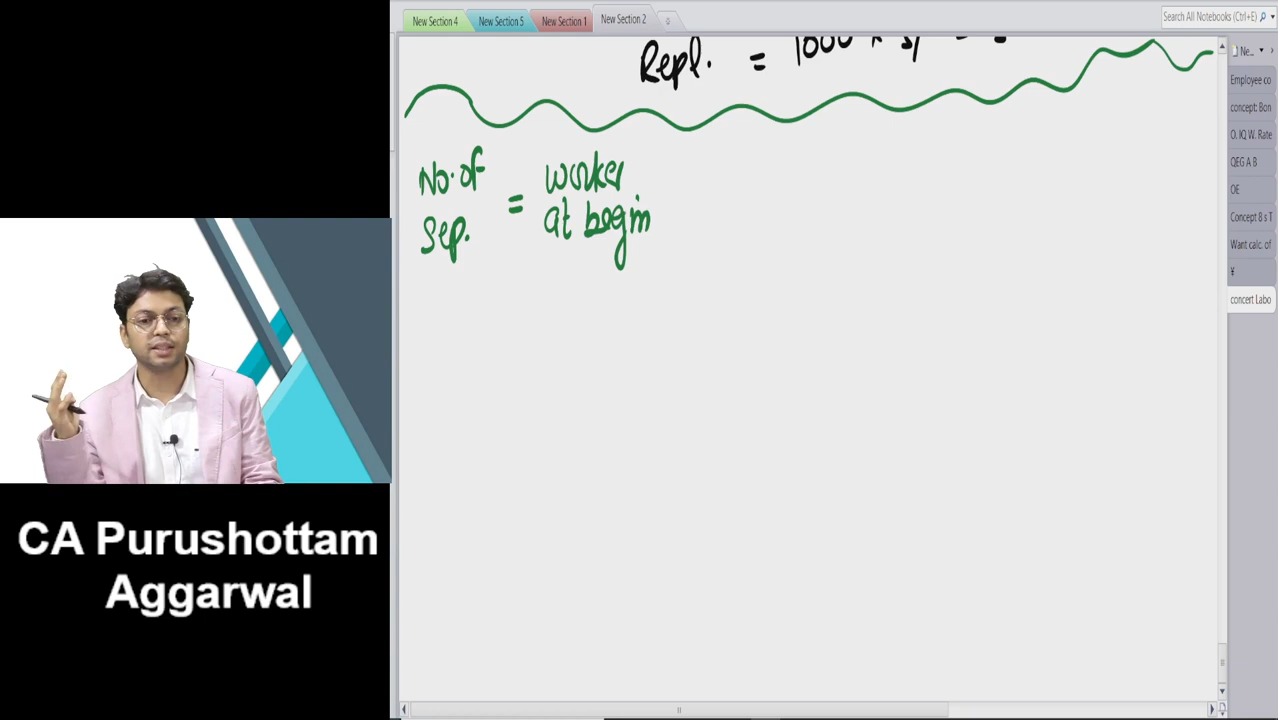 New Section 4 New Section 5 New Section 1 New Section 2
Search All Notebooks (Ctrl+E)
Repl. = 1000 x
No. of
Sep. = worker
at begin
Ne...
Employee co
concept: Bon
O. IQ W. Rate
QEG A B
OE
Concept 8 s T
Want calc. of
¥
concert Labo
CA Purushottam
Aggarwal